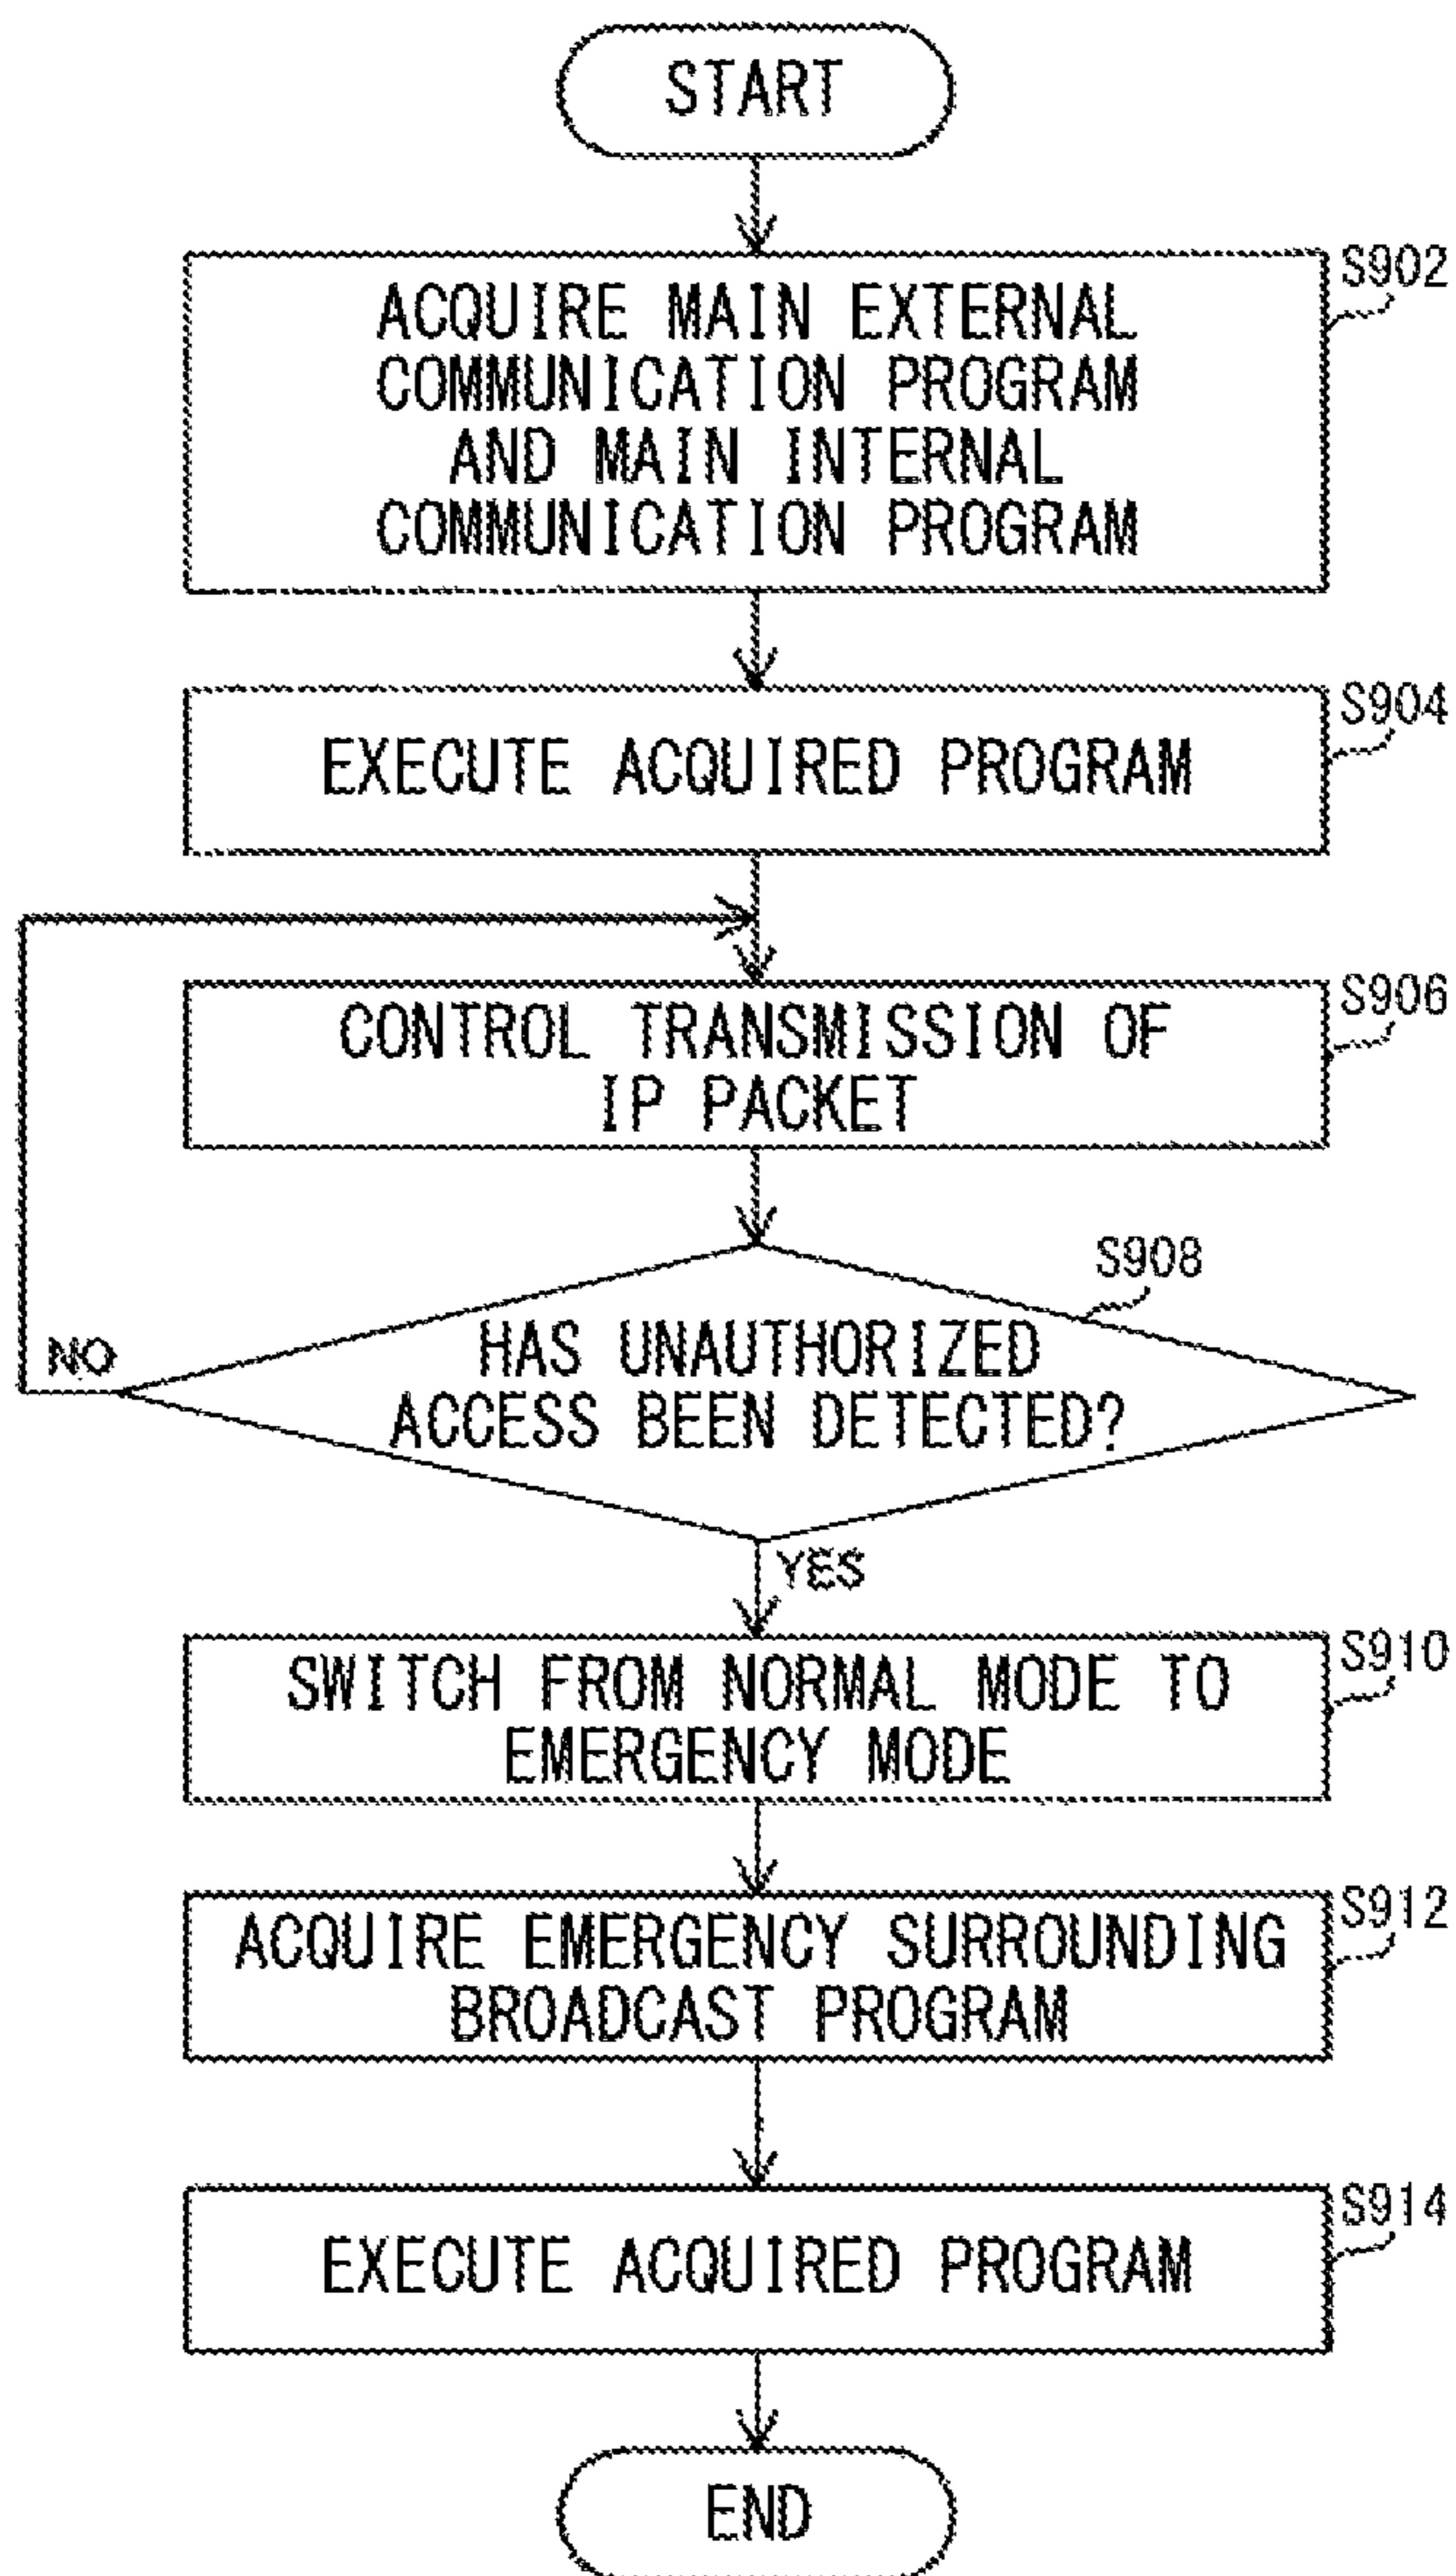 START
S902
ACQUIRE MAIN EXTERNAL
COMMUNICATION PROGRAM
AND MAIN INTERNAL
COMMUNICATION PROGRAM
S904
EXECUTE ACQUIRED PROGRAM
S906
CONTROL TRANSMISSION OF
IP PACKET
S908
HAS UNAUTHORIZED
ACCESS BEEN DETECTED?
NO
YES
S910
SWITCH FROM NORMAL MODE TO
EMERGENCY MODE
S912
ACQUIRE EMERGENCY SURROUNDING
BROADCAST PROGRAM
S914
EXECUTE ACQUIRED PROGRAM
END